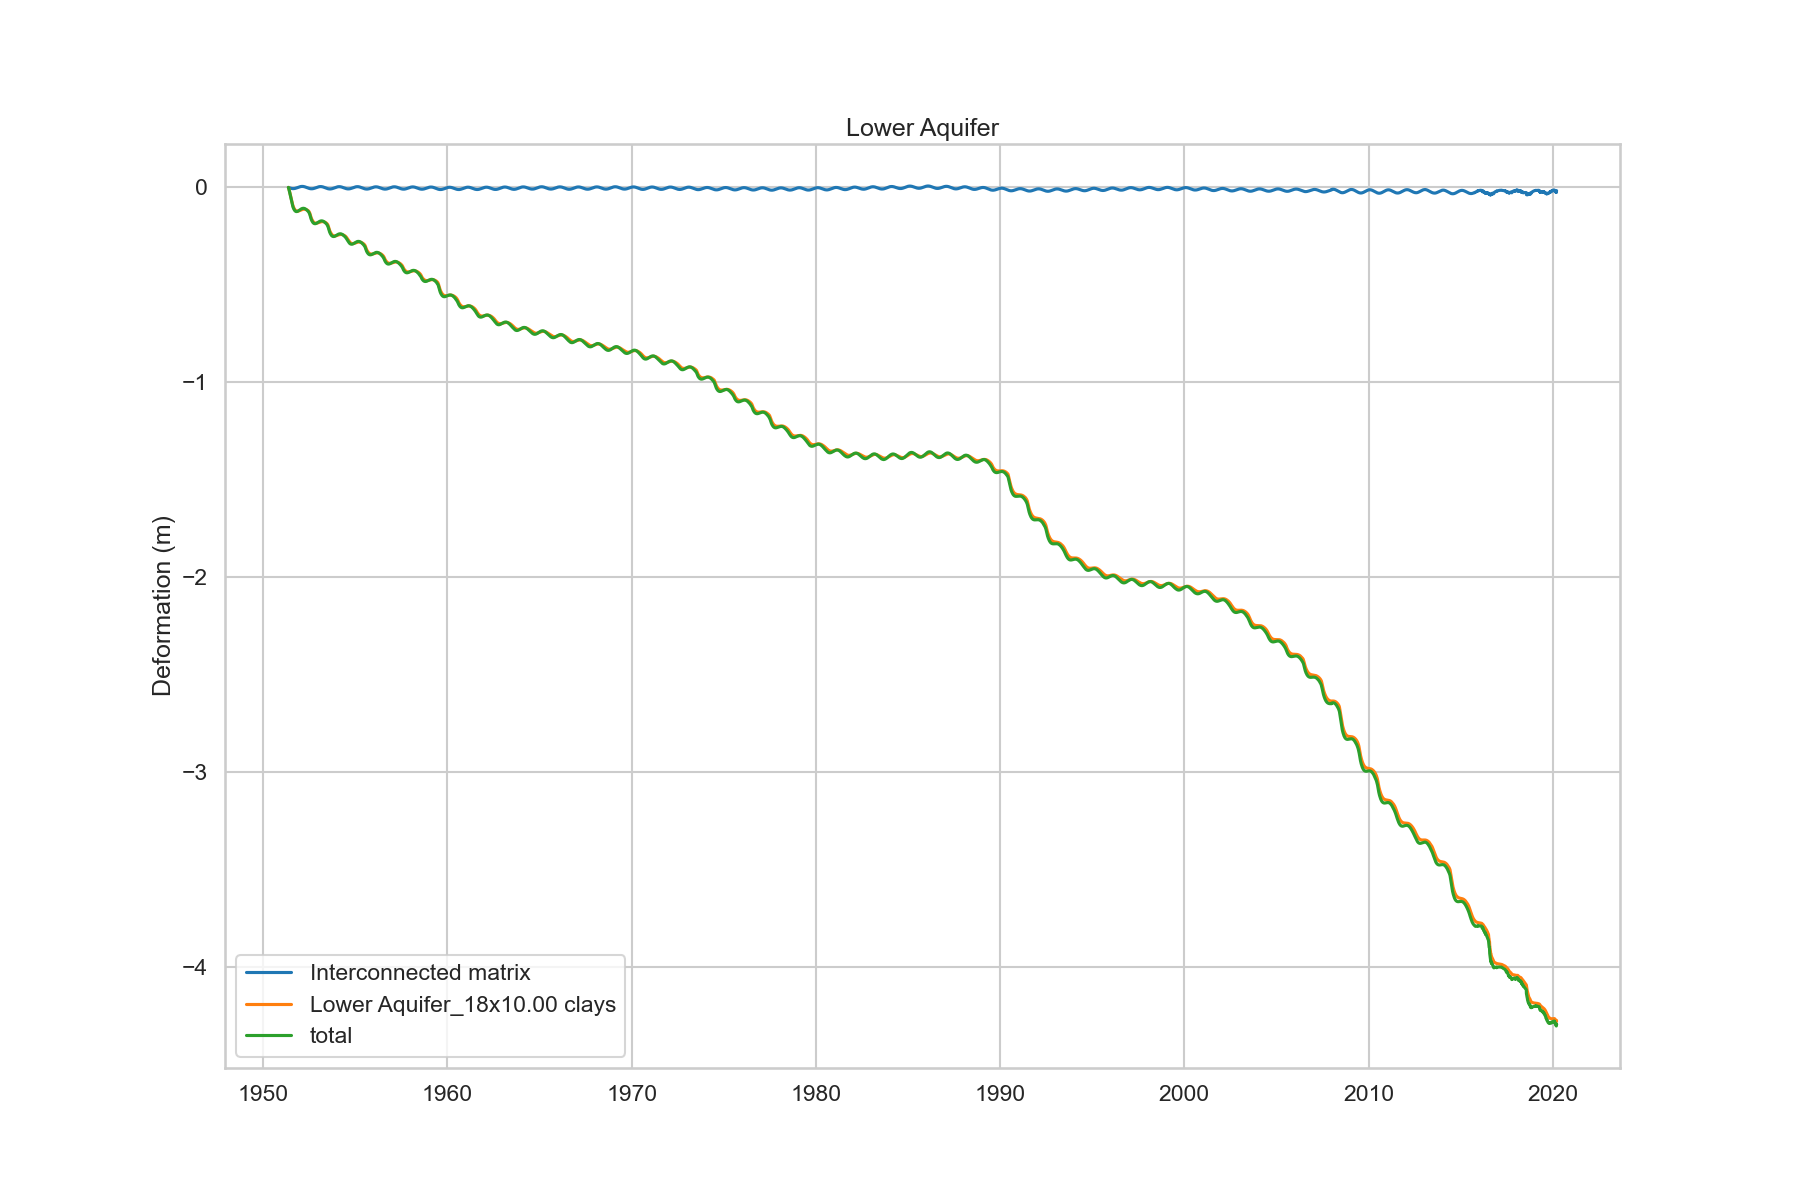 Lower Aquifer
Deformation (m)
0
−1
−2
−3
−4
Interconnected matrix
Lower Aquifer_18x10.00 clays
total
1950 1960 1970 1980 1990 2000 2010 2020